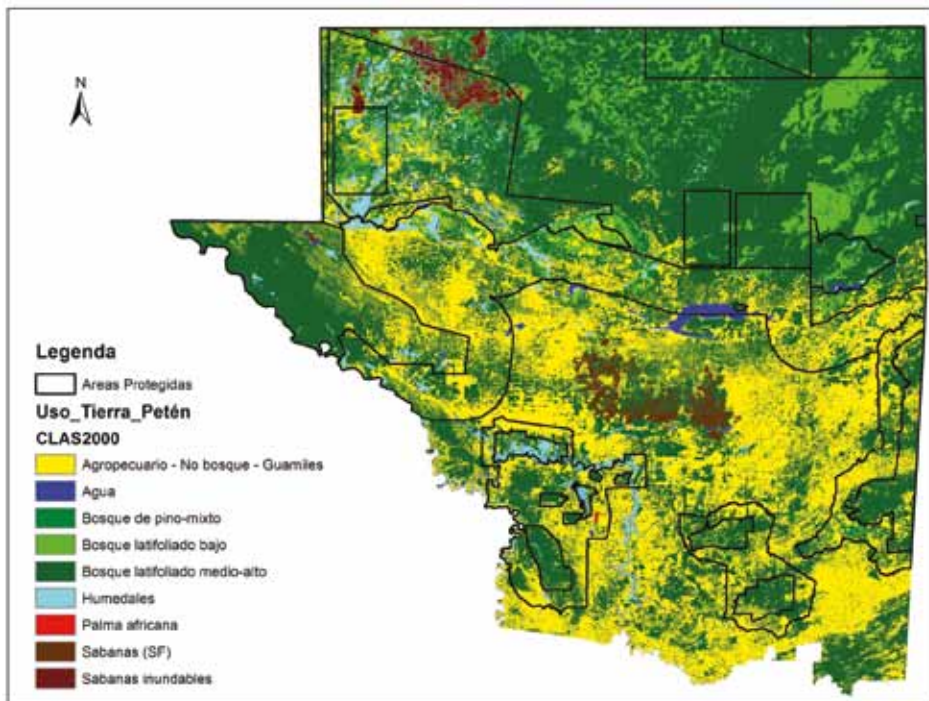 N
Legenda
Areas Protegidas
Uso_Tierra_Petén
CLAS2000
Agropecuario - No bosque - Guamiles
Agua
Bosque de pino-mixto
Bosque latifoliado bajo
Bosque latifoliado medio-alto
Humedales
Palma africana
Sabanas (SF)
Sabanas inundables